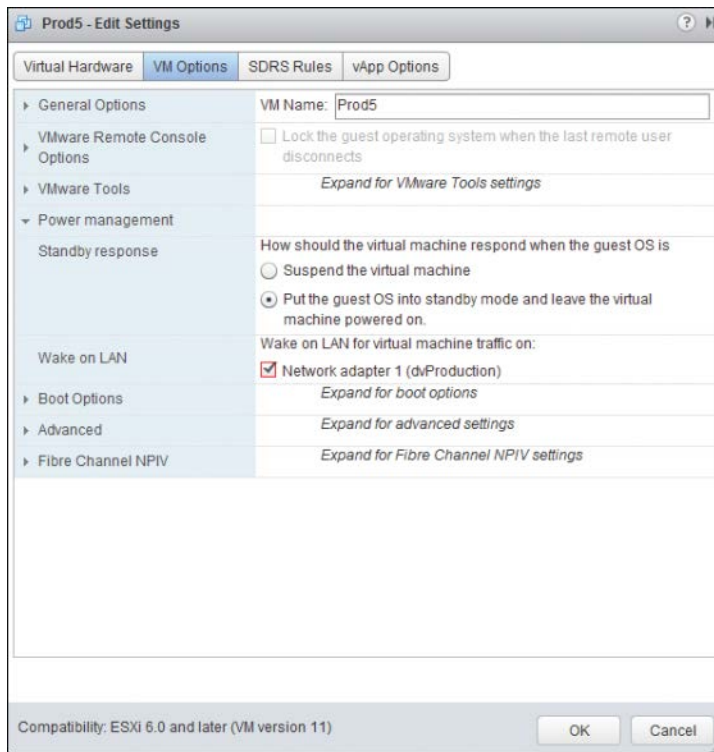 Prod5 - Edit Settings
?
Virtual Hardware VM Options SDRS Rules vApp Options
General Options VM Name: Prod5
VMware Remote Console Lock the guest operating system when the last remote user
Options disconnects
VMware Tools Expand for VMware Tools settings
Power management
Standby response How should the virtual machine respond when the guest OS is
Suspend the virtual machine
Put the guest OS into standby mode and leave the virtual
machine powered on.
Wake on LAN Wake on LAN for virtual machine traffic on:
Network adapter 1 (dvProduction)
Boot Options Expand for boot options
Advanced Expand for advanced settings
Fibre Channel NPIV Expand for Fibre Channel NPIV settings
Compatibility: ESXi 6.0 and later (VM version 11) OK Cancel